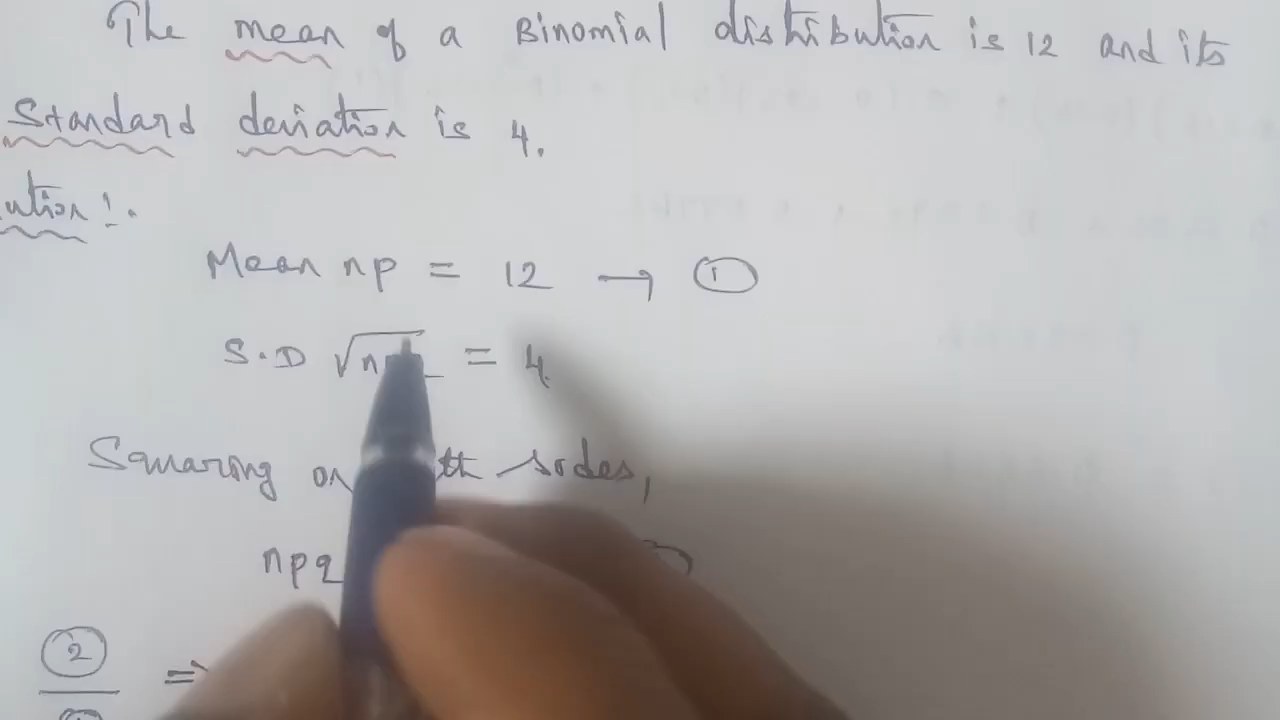 The mean of a Binomial distribution is 12 and its
Standard deviation is 4.
ution :.
Mean np = 12 → ①
S.D √n = 4.
Squaring on th sides,
npq
②
⇒